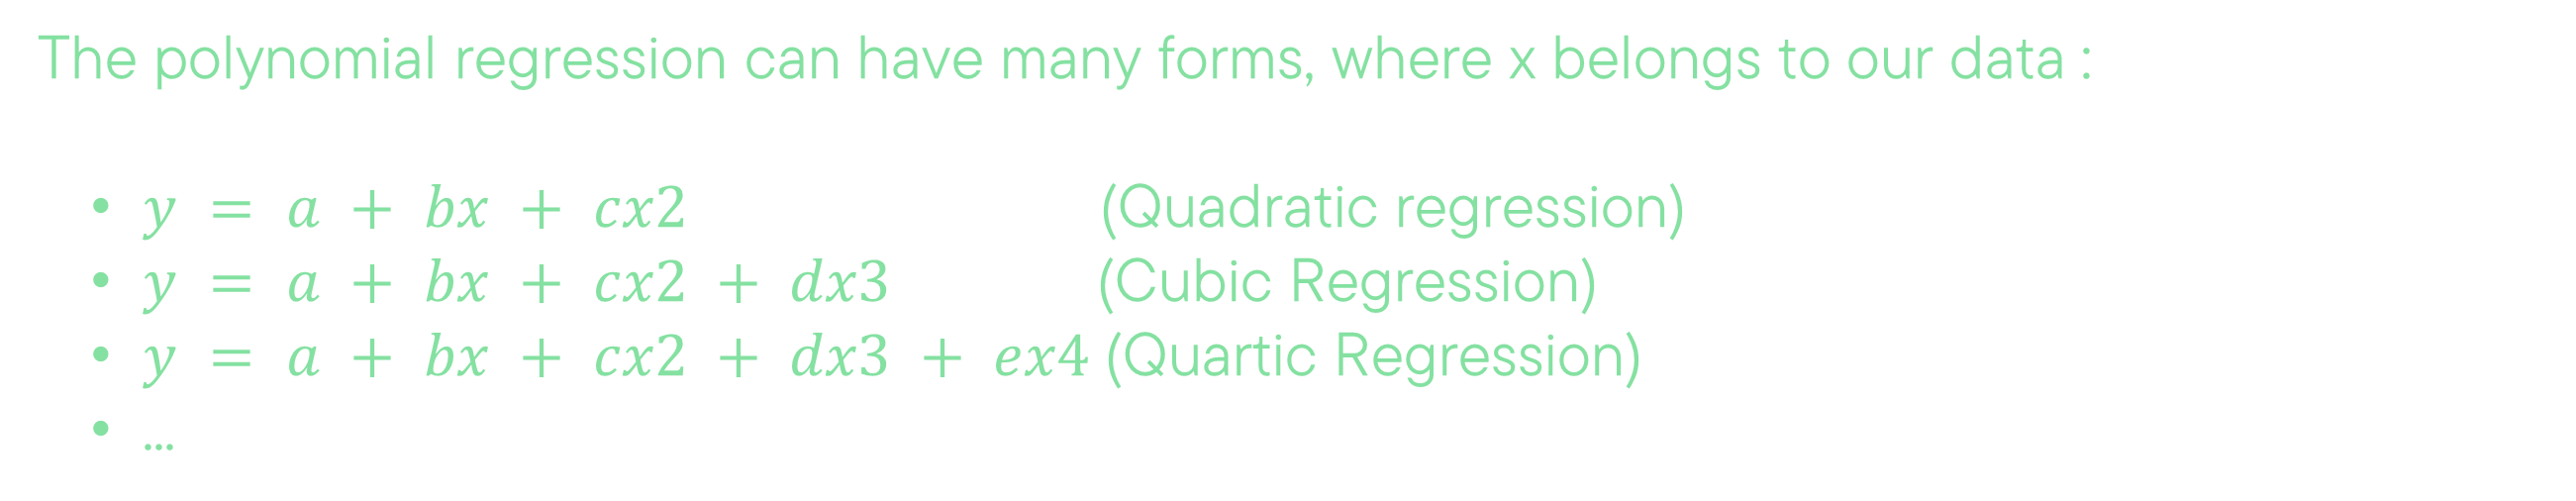 The polynomial regression can have many forms, where x belongs to our data :
• y = a + bx + cx2 (Quadratic regression)
• y = a + bx + cx2 + dx3 (Cubic Regression)
• y = a + bx + cx2 + dx3 + ex4 (Quartic Regression)
• ...